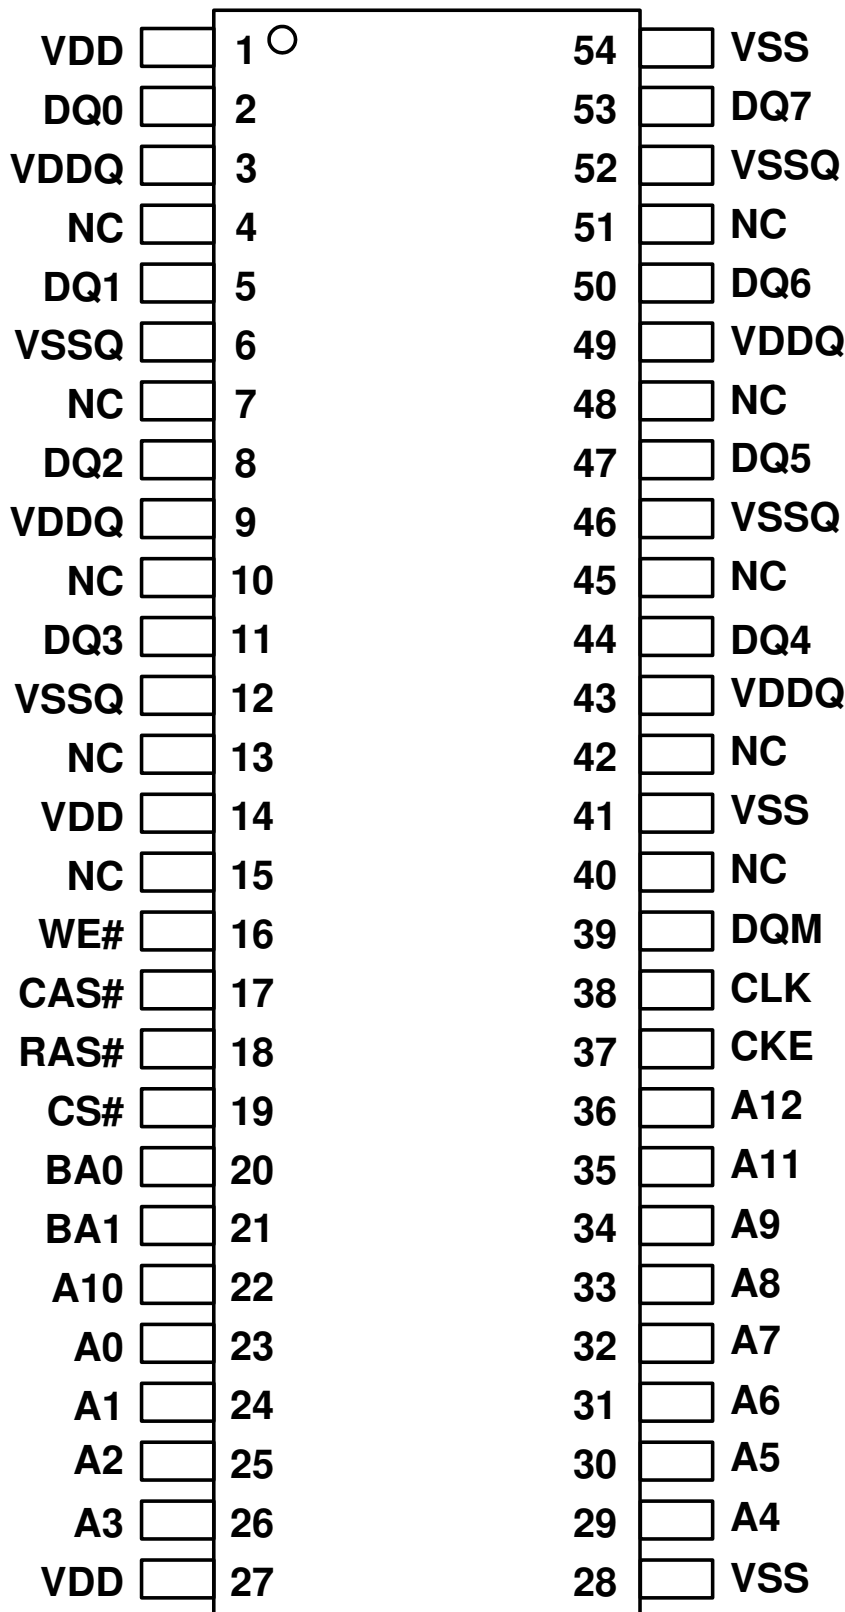 VDD 1 54 VSS
DQ0 2 53 DQ7
VDDQ 3 52 VSSQ
NC 4 51 NC
DQ1 5 50 DQ6
VSSQ 6 49 VDDQ
NC 7 48 NC
DQ2 8 47 DQ5
VDDQ 9 46 VSSQ
NC 10 45 NC
DQ3 11 44 DQ4
VSSQ 12 43 VDDQ
NC 13 42 NC
VDD 14 41 VSS
NC 15 40 NC
WE# 16 39 DQM
CAS# 17 38 CLK
RAS# 18 37 CKE
CS# 19 36 A12
BA0 20 35 A11
BA1 21 34 A9
A10 22 33 A8
A0 23 32 A7
A1 24 31 A6
A2 25 30 A5
A3 26 29 A4
VDD 27 28 VSS